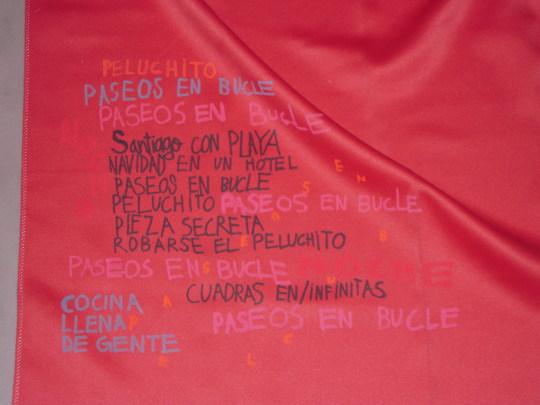 PELUCHITO
PASEOS EN BUCLE
PASEOS EN BUCLE
Santiago CON PLAYA
NAVIDAD EN UN HOTEL
PASEOS EN BUCLE
PELUCHITO PASEOS EN BUCLE
PIEZA SECRETA
ROBARSE EL PELUCHITO
PASEOS EN BUCLE
CUADRAS EN/INFINITAS
COCINA
LLENA
DE GENTE
PASEOS EN BUCLE